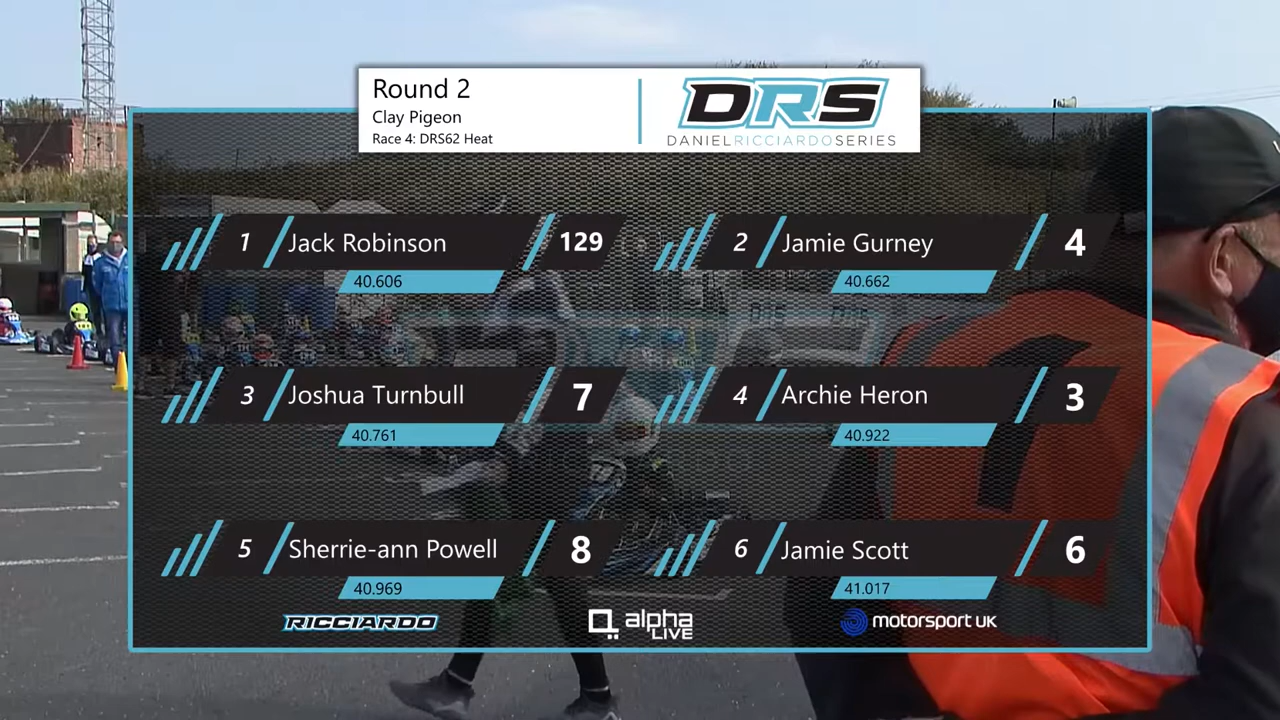 Round 2
Clay Pigeon
Race 4: DRS62 Heat
DRS
DANIELRICCIARDOSERIES
1 Jack Robinson 129
40.606
2 Jamie Gurney 4
40.662
3 Joshua Turnbull 7
40.761
4 Archie Heron 3
40.922
5 Sherrie-ann Powell 8
40.969
6 Jamie Scott 6
41.017
RICCIARDO
alpha
LIVE
motorsport UK